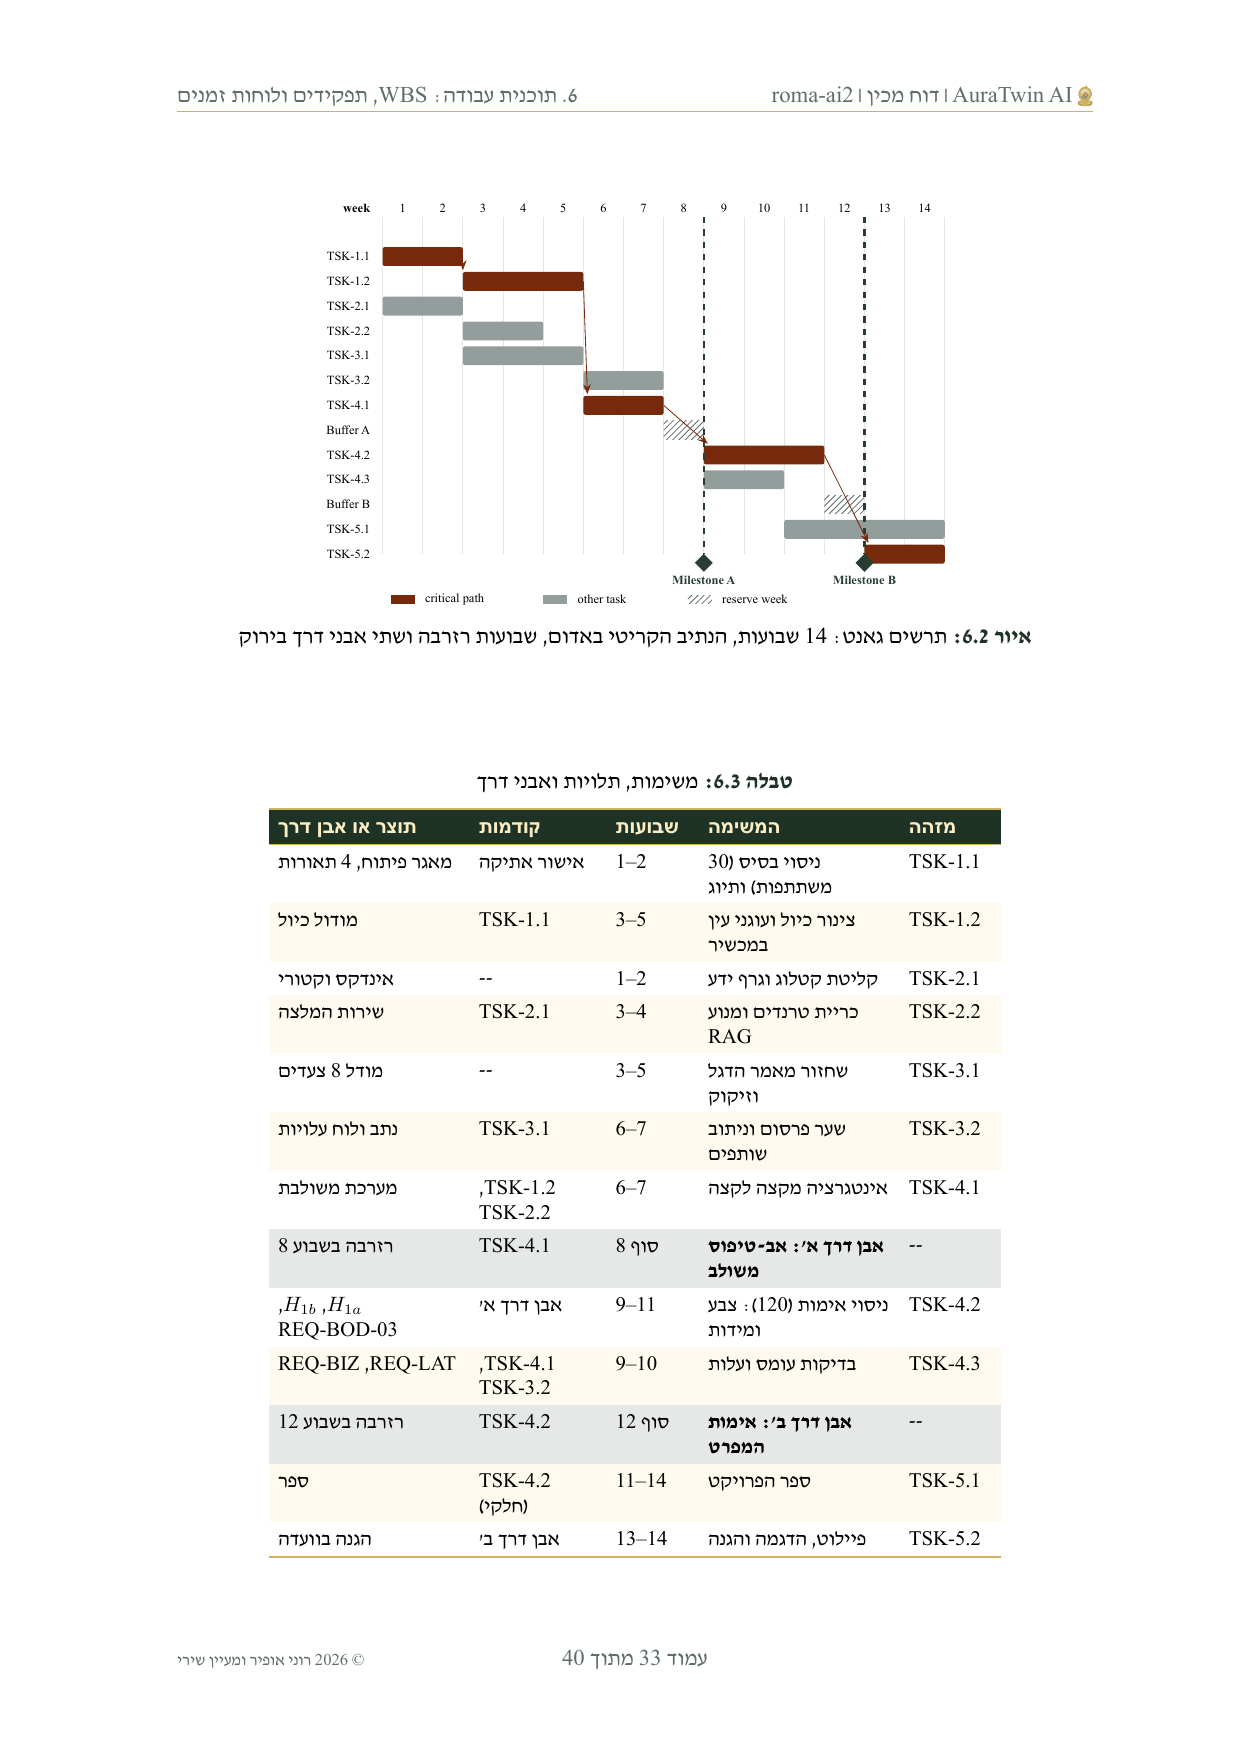 AuraTwin AI | דוח מכין | roma-ai2
6. תוכנית עבודה: WBS, תפקידים ולוחות זמנים
week 1 2 3 4 5 6 7 8 9 10 11 12 13 14
TSK-1.1
TSK-1.2
TSK-2.1
TSK-2.2
TSK-3.1
TSK-3.2
TSK-4.1
Buffer A
TSK-4.2
TSK-4.3
Buffer B
TSK-5.1
TSK-5.2
Milestone A Milestone B
critical path other task reserve week
איור 6.2: תרשים גאנט: 14 שבועות, הנתיב הקריטי באדום, שבועות רזרבה ושתי אבני דרך בירוק
טבלה 6.3: משימות, תלויות ואבני דרך
מזהה המשימה שבועות קודמות תוצר או אבן דרך
TSK-1.1 ניסוי בסיס (30 1–2 אישור אתיקה מאגר פיתוח, 4 תאורות
משתתפות) ותיוג
TSK-1.2 צינור כיול ועוגני עין 3–5 TSK-1.1 מודול כיול
במכשיר
TSK-2.1 קליטת קטלוג וגרף ידע 1–2 -- אינדקס וקטורי
TSK-2.2 כריית טרנדים ומנוע 3–4 TSK-2.1 שירות המלצה
RAG
TSK-3.1 שחזור מאמר הדגל 3–5 -- מודל 8 צעדים
וזיקוק
TSK-3.2 שער פרסום וניתוב 6–7 TSK-3.1 נתב ולוח עלויות
שותפים
TSK-4.1 אינטגרציה מקצה לקצה 6–7 TSK-1.2, מערכת משולבת
TSK-2.2
-- אבן דרך א׳: אב-טיפוס סוף 8 TSK-4.1 רזרבה בשבוע 8
משולב
TSK-4.2 ניסוי אימות (120): צבע 9–11 אבן דרך א׳ H1a, H1b,
ומידות REQ-BOD-03
TSK-4.3 בדיקות עומס ועלות 9–10 TSK-4.1, REQ-LAT, REQ-BIZ
TSK-3.2
-- אבן דרך ב׳: אימות סוף 12 TSK-4.2 רזרבה בשבוע 12
המפרט
TSK-5.1 ספר הפרויקט 11–14 TSK-4.2 ספר
(חלקי)
TSK-5.2 פיילוט, הדגמה והגנה 13–14 אבן דרך ב׳ הגנה בוועדה
עמוד 33 מתוך 40
© 2026 רוני אופיר ומעיין שירי